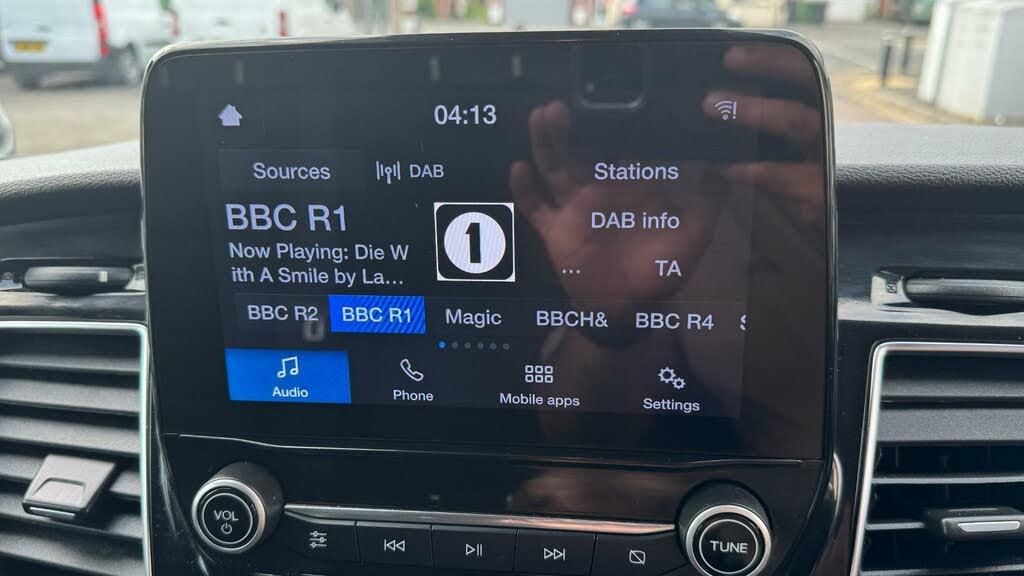 04:13
Sources DAB Stations
BBC R1
1
DAB info
Now Playing: Die W
ith A Smile by La...
... TA
BBC R2 BBC R1 Magic BBCH& BBC R4 S
Audio Phone Mobile apps Settings
VOL
TUNE